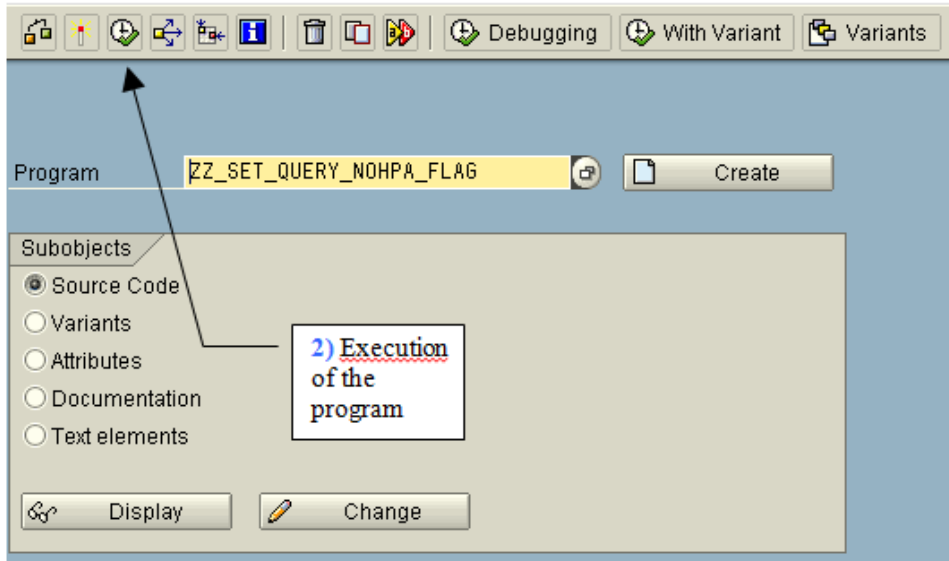 Debugging With Variant Variants
Program ZZ_SET_QUERY_NOHPA_FLAG Create
Subobjects
Source Code
Variants
Attributes
Documentation
Text elements
2) Execution
of the
program
Display Change